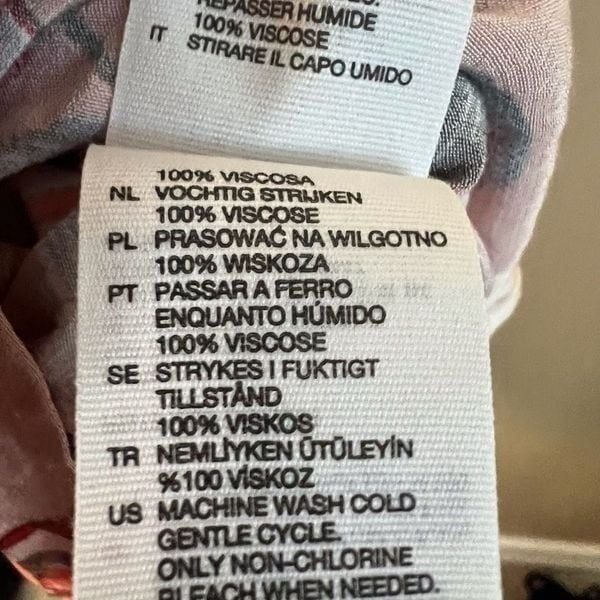 REPASSER HUMIDE
100% VISCOSE
IT STIRARE IL CAPO UMIDO
100% VISCOSA
NL VOCHTIG STRIJKEN
100% VISCOSE
PL PRASOWAĆ NA WILGOTNO
100% WISKOZA
PT PASSAR A FERRO
ENQUANTO HÚMIDO
100% VISCOSE
SE STRYKES I FUKTIGT
TILLSTÅND
100% VISKOS
TR NEMLİYKEN ÜTÜLEYİN
%100 VİSKOZ
US MACHINE WASH COLD
GENTLE CYCLE.
ONLY NON-CHLORINE
BLEACH WHEN NEEDED.